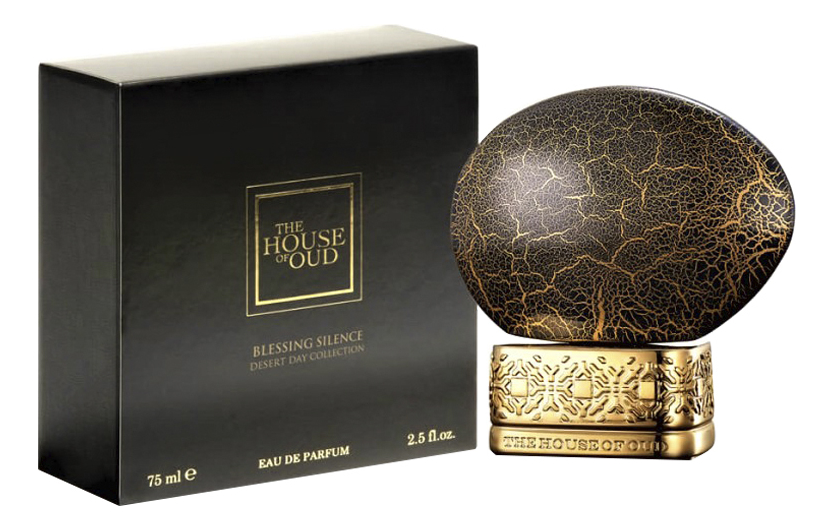 THE
HOUSE
OF OUD
BLESSING SILENCE
DESERT DAY COLLECTION
75 ml e
EAU DE PARFUM
2.5 fl.oz.
THE HOUSE OF OUD